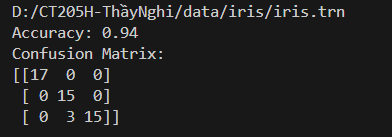 D:/CT205H-ThầyNghi/data/iris/iris.trn
Accuracy: 0.94
Confusion Matrix:
[[17  0  0]
 [ 0 15  0]
 [ 0  3 15]]